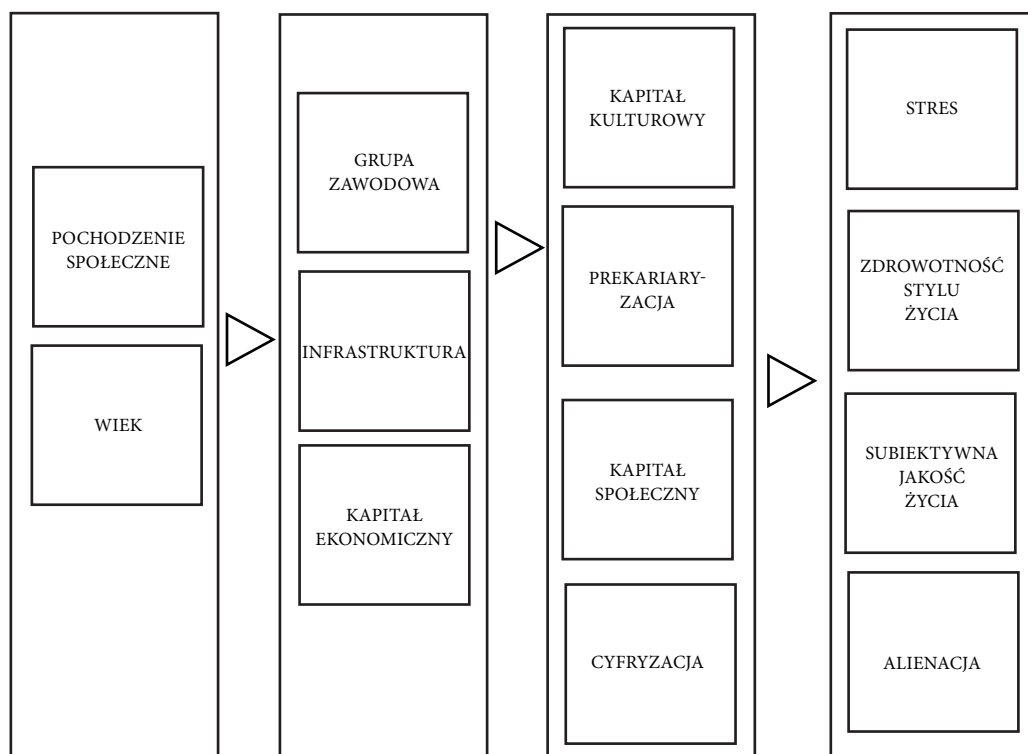 POCHODZENIE
SPOŁECZNE
WIEK
GRUPA
ZAWODOWA
INFRASTRUKTURA
KAPITAŁ
EKONOMICZNY
KAPITAŁ
KULTUROWY
PREKARIARY-
ZACJA
KAPITAŁ
SPOŁECZNY
CYFRYZACJA
STRES
ZDROWOTNOŚĆ
STYLU
ŻYCIA
SUBIEKTYWNA
JAKOŚĆ
ŻYCIA
ALIENACJA